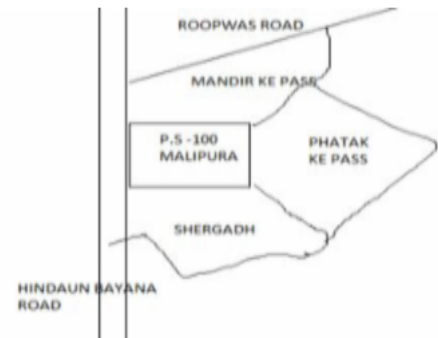 ROOPWAS ROAD
MANDIR KE PASS
P.S -100
MALIPURA
PHATAK
KE PASS
SHERGADH
HINDAUN BAYANA
ROAD